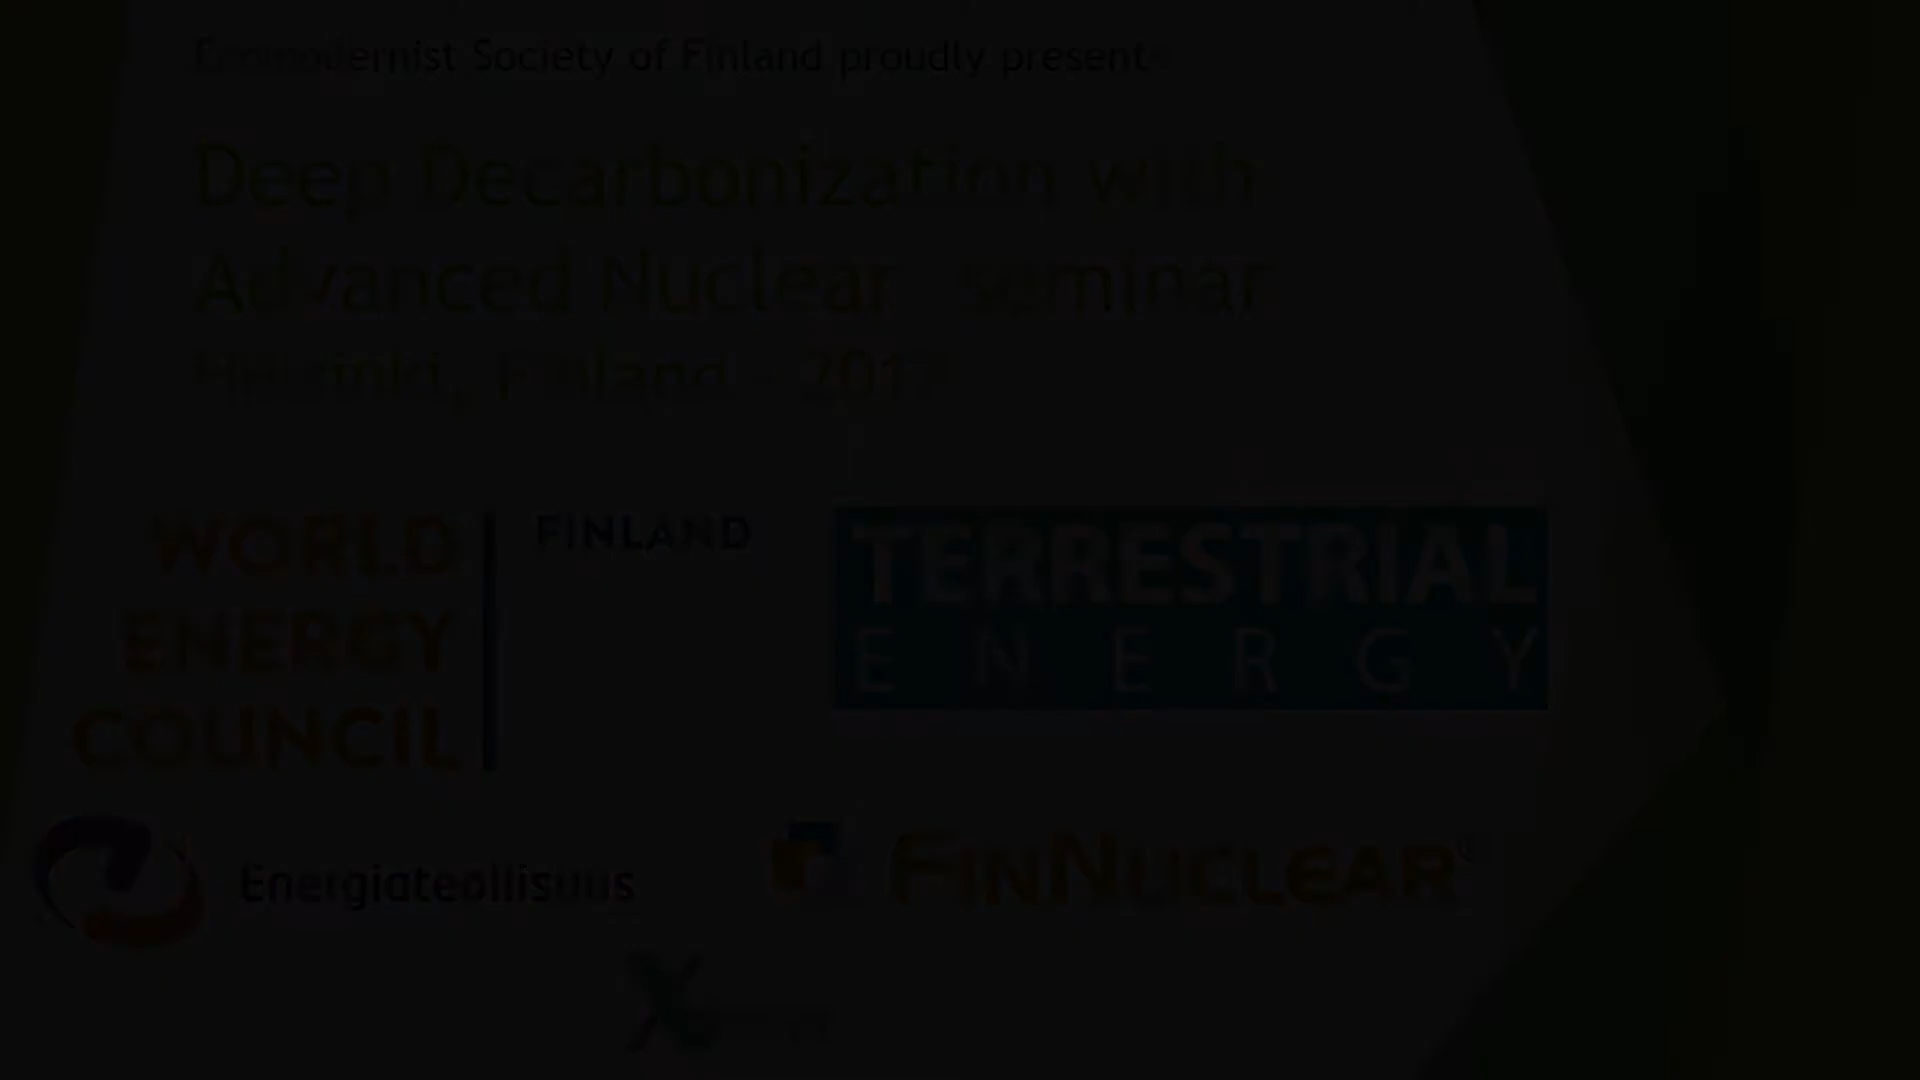 Ecomodernist Society of Finland proudly presents
Deep Decarbonization with
Advanced Nuclear -seminar
Helsinki, Finland - 2017
WORLD
ENERGY
COUNCIL
FINLAND
TERRESTRIAL
ENERGY
Energiateollisuus
FINNUCLEAR®